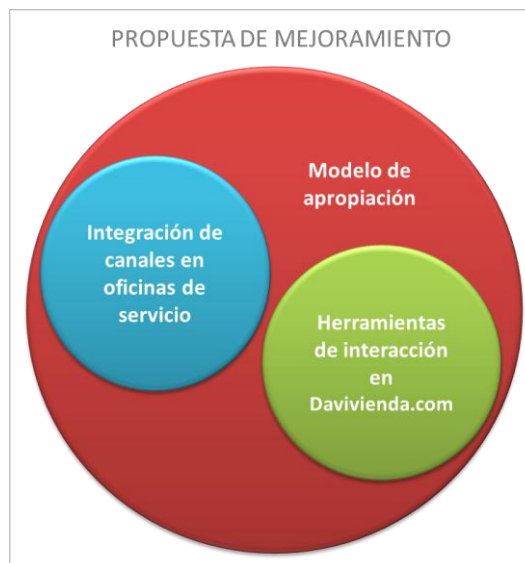 PROPUESTA DE MEJORAMIENTO
Modelo de
apropiación
Integración de
canales en
oficinas de
servicio
Herramientas
de interacción
en
Davivienda.com